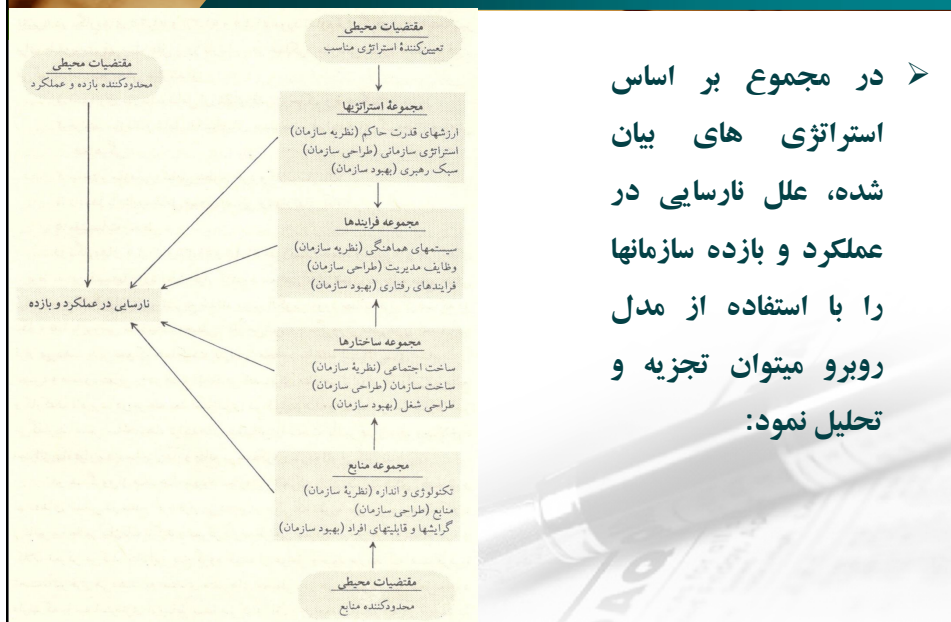 در مجموع بر اساس
استراتژی های بیان
شده، علل نارسایی در
عملکرد و بازده سازمانها
را با استفاده از مدل
روبرو میتوان تجزیه و
تحلیل نمود:
مقتضیات محیطی
تعیین‌کنندهٔ استراتژی مناسب
مقتضیات محیطی
محدودکننده بازده و عملکرد
مجموعهٔ استراتژیها
ارزشهای قدرت حاکم (نظریه سازمان)
استراتژی سازمانی (طراحی سازمان)
سبک رهبری (بهبود سازمان)
مجموعه فرایندها
سیستمهای هماهنگی (نظریه سازمان)
وظایف مدیریت (طراحی سازمان)
فرایندهای رفتاری (بهبود سازمان)
نارسایی در عملکرد و بازده
مجموعه ساختارها
ساخت اجتماعی (نظریهٔ سازمان)
ساخت سازمان (طراحی سازمان)
طراحی شغل (بهبود سازمان)
مجموعه منابع
تکنولوژی و اندازه (نظریهٔ سازمان)
منابع (طراحی سازمان)
گرایشها و قابلیتهای افراد (بهبود سازمان)
مقتضیات محیطی
محدودکننده منابع